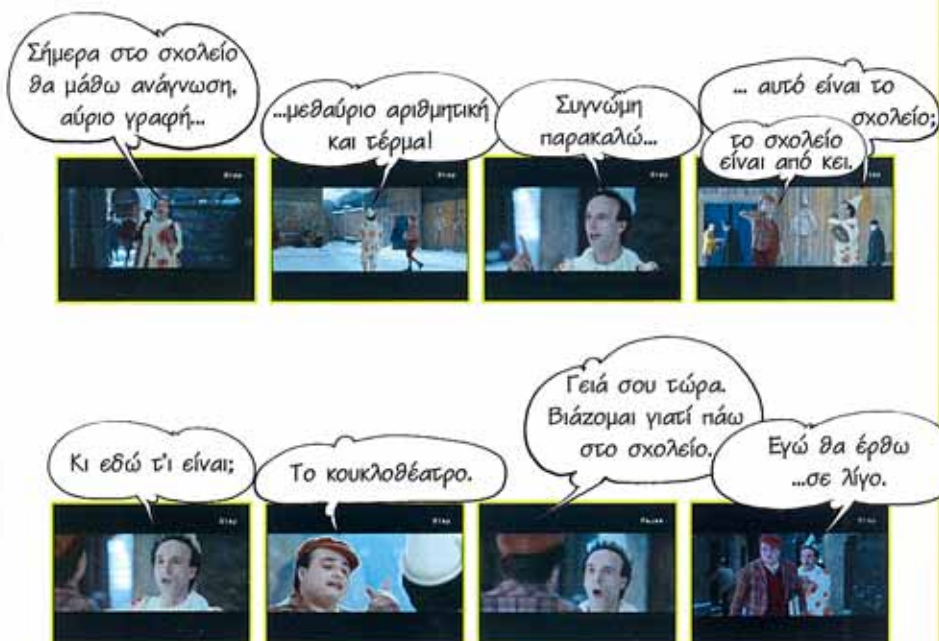 Σήμερα στο σχολείο
θα μάθω ανάγνωση,
αύριο γραφή...
...μεθαύριο αριθμητική
και τέρμα!
Συγνώμη
παρακαλώ...
... αυτό είναι το
σχολείο;
το σχολείο
είναι από κει.
Κι εδώ τ'ι είναι;
Το κουκλοθέατρο.
Γειά σου τώρα.
Βιάζομαι γιατί πάω
στο σχολείο.
Εγώ θα έρθω
...σε λίγο.